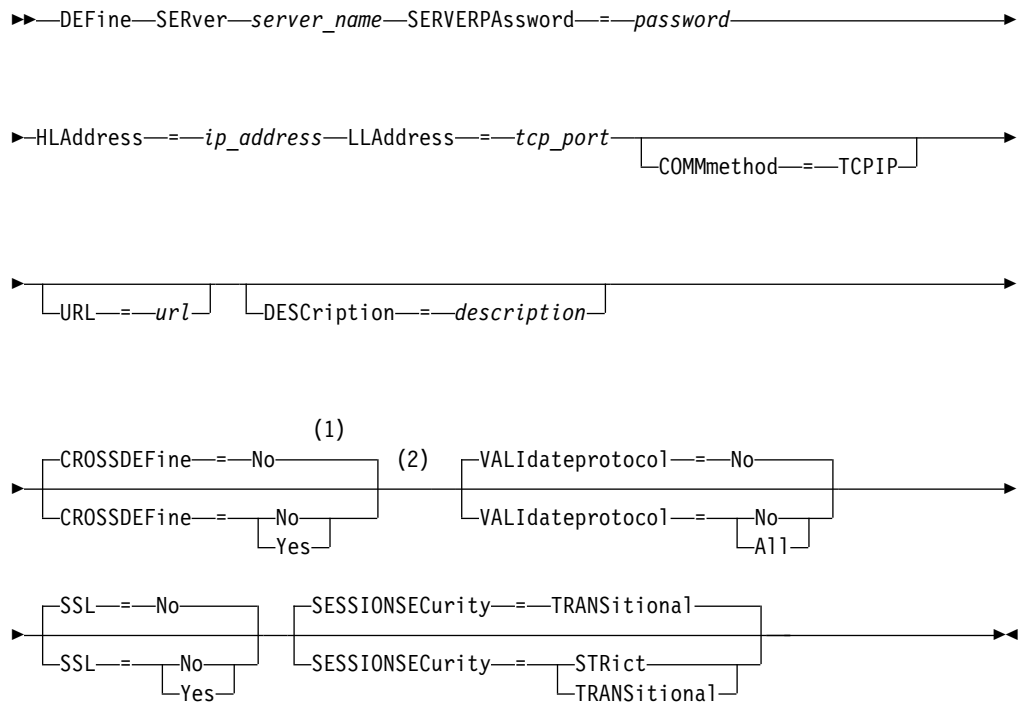 DEFine SERver server_name SERVERPAssword = password
HLAddress = ip_address LLAddress = tcp_port
COMMmethod = TCPIP
URL = url DESCription = description
(1)
CROSSDEFine = No (2) VALIdateprotocol = No
CROSSDEFine = No VALIdateprotocol = No
Yes All
SSL = No SESSIONSECurity = TRANSitional
SSL = No SESSIONSECurity = STRict
Yes TRANSitional